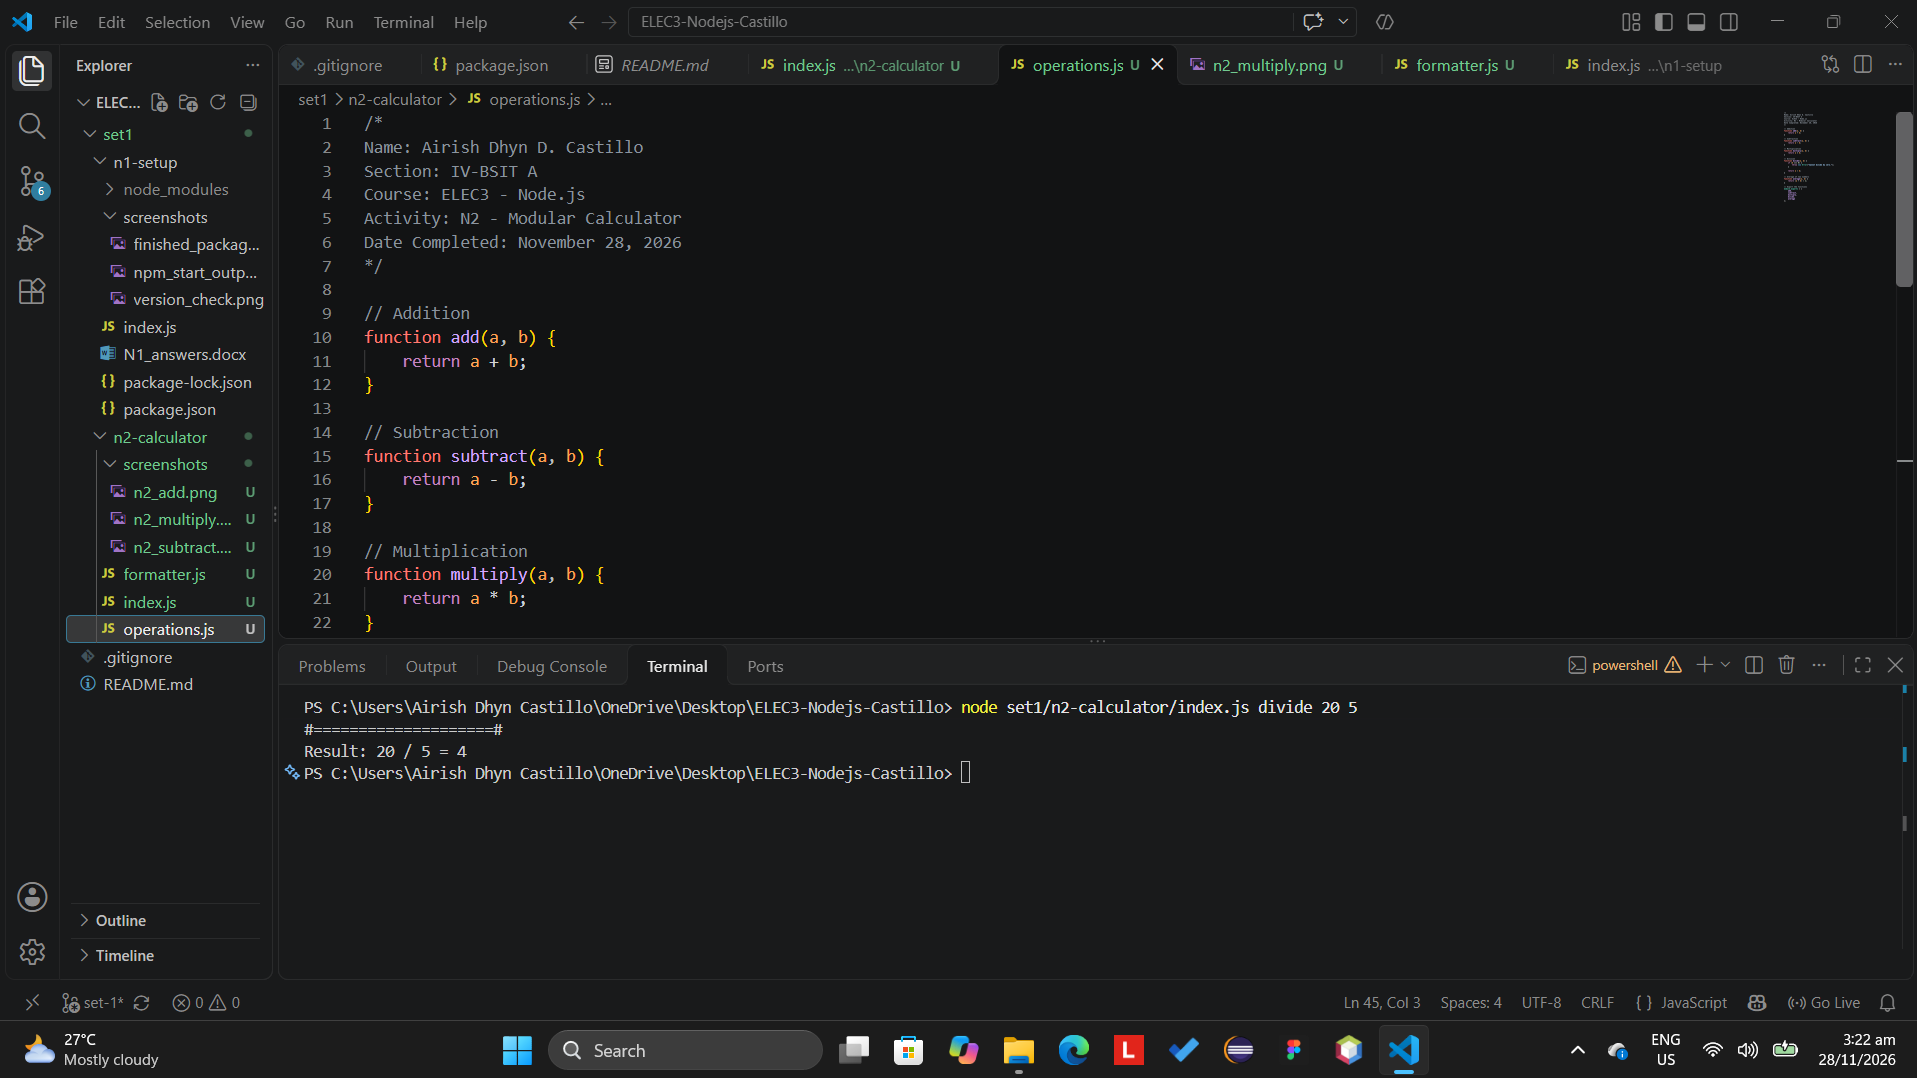 File Edit Selection View Go Run Terminal Help
ELEC3-Nodejs-Castillo
Explorer
ELEC...
set1
n1-setup
node_modules
screenshots
finished_packag...
npm_start_outp...
version_check.png
JS index.js
N1_answers.docx
{} package-lock.json
{} package.json
n2-calculator
screenshots
n2_add.png U
n2_multiply.... U
n2_subtract.... U
JS formatter.js U
JS index.js U
JS operations.js U
.gitignore
README.md
Outline
Timeline
.gitignore
{} package.json
README.md
JS index.js ...\n2-calculator U
JS operations.js U
n2_multiply.png U
JS formatter.js U
JS index.js ...\n1-setup
set1 > n2-calculator > JS operations.js > ...
1 /*
2 Name: Airish Dhyn D. Castillo
3 Section: IV-BSIT A
4 Course: ELEC3 - Node.js
5 Activity: N2 - Modular Calculator
6 Date Completed: November 28, 2026
7 */
8
9 // Addition
10 function add(a, b) {
11 return a + b;
12 }
13
14 // Subtraction
15 function subtract(a, b) {
16 return a - b;
17 }
18
19 // Multiplication
20 function multiply(a, b) {
21 return a * b;
22 }
Problems Output Debug Console Terminal Ports
powershell
PS C:\Users\Airish Dhyn Castillo\OneDrive\Desktop\ELEC3-Nodejs-Castillo> node set1/n2-calculator/index.js divide 20 5
#====================#
Result: 20 / 5 = 4
PS C:\Users\Airish Dhyn Castillo\OneDrive\Desktop\ELEC3-Nodejs-Castillo>
6
set-1* 0 0
Ln 45, Col 3 Spaces: 4 UTF-8 CRLF {} JavaScript Go Live
27°C
Mostly cloudy
Search
L
ENG
US
3:22 am
28/11/2026